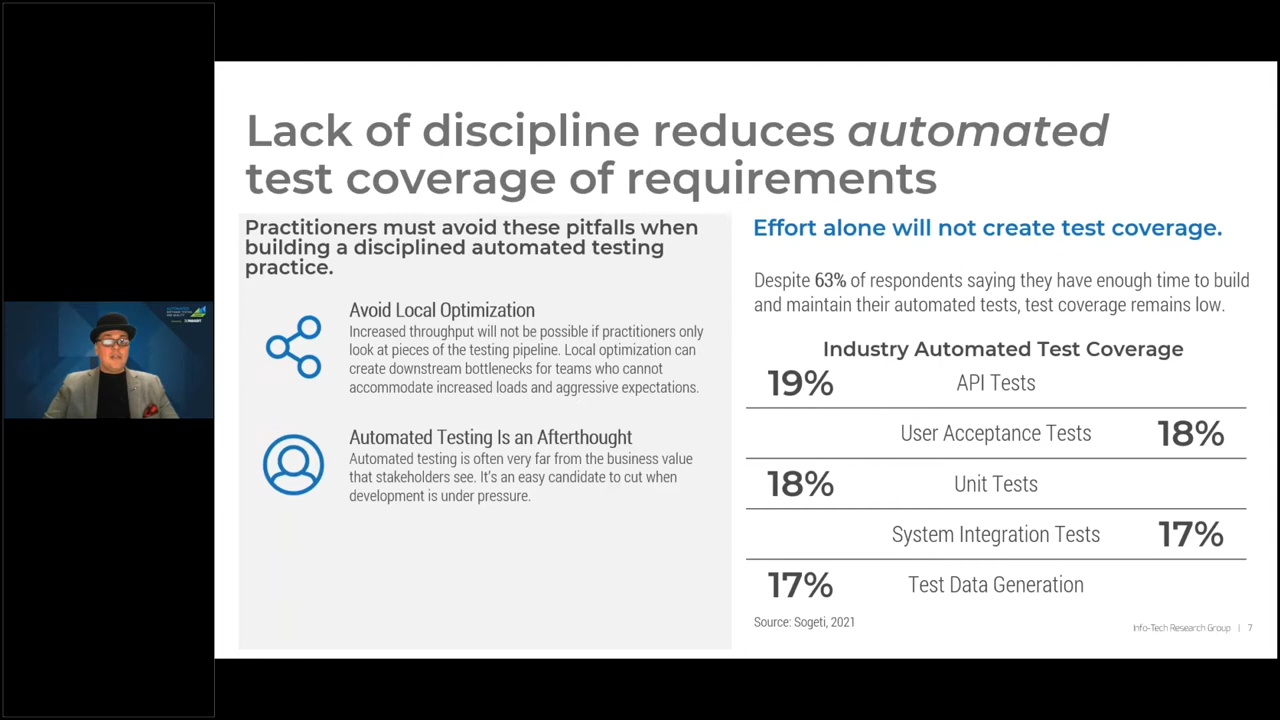 Lack of discipline reduces automated
test coverage of requirements
Practitioners must avoid these pitfalls when
building a disciplined automated testing
practice.
Avoid Local Optimization
Increased throughput will not be possible if practitioners only
look at pieces of the testing pipeline. Local optimization can
create downstream bottlenecks for teams who cannot
accommodate increased loads and aggressive expectations.
Automated Testing Is an Afterthought
Automated testing is often very far from the business value
that stakeholders see. It's an easy candidate to cut when
development is under pressure.
Effort alone will not create test coverage.
Despite 63% of respondents saying they have enough time to build
and maintain their automated tests, test coverage remains low.
Industry Automated Test Coverage
19% API Tests
User Acceptance Tests 18%
18% Unit Tests
System Integration Tests 17%
17% Test Data Generation
Source: Sogeti, 2021
Info-Tech Research Group | 7